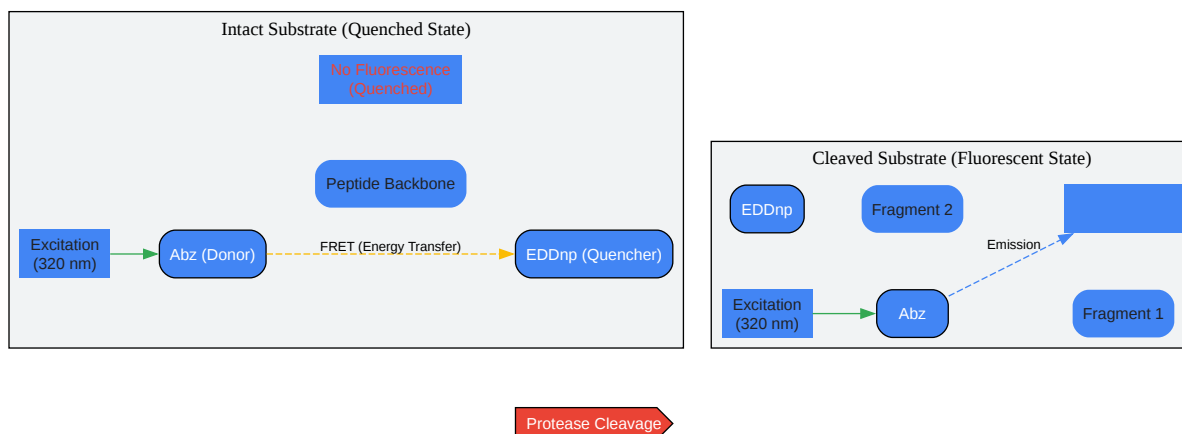 Intact Substrate (Quenched State)
No Fluorescence
(Quenched)
Peptide Backbone
Excitation
(320 nm)
Abz (Donor)
FRET (Energy Transfer)
EDDnp (Quencher)
Cleaved Substrate (Fluorescent State)
EDDnp
Fragment 2
Emission
Excitation
(320 nm)
Abz
Fragment 1
Protease Cleavage